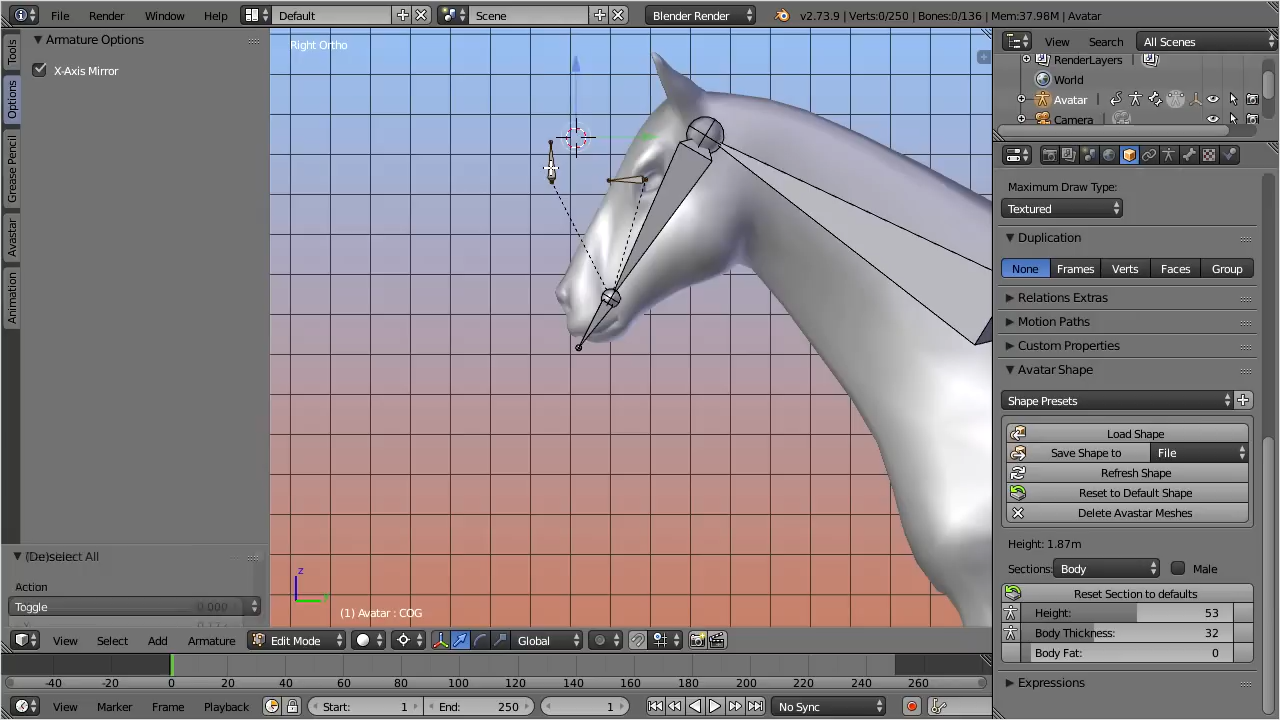 File Render Window Help Default Scene Blender Render v2.73.9 | Verts:0/250 | Bones:0/136 | Mem:37.98M | Avatar
Armature Options
X-Axis Mirror
Tools
Options
Grease Pencil
Avastar
Animation
(De)select All
Action
Toggle
0.000
Right Ortho
z
(1) Avatar : COG
View Select Add Armature Edit Mode Global
View Search All Scenes
RenderLayers
World
Avatar
Camera
Maximum Draw Type:
Textured
Duplication
None Frames Verts Faces Group
Relations Extras
Motion Paths
Custom Properties
Avatar Shape
Shape Presets
Load Shape
Save Shape to File
Refresh Shape
Reset to Default Shape
Delete Avastar Meshes
Height: 1.87m
Sections: Body Male
Reset Section to defaults
Height: 53
Body Thickness: 32
Body Fat: 0
Expressions
-40 -20 0 20 40 60 80 100 120 140 160 180 200 220 240 260
View Marker Frame Playback Start: 1 End: 250 1 No Sync